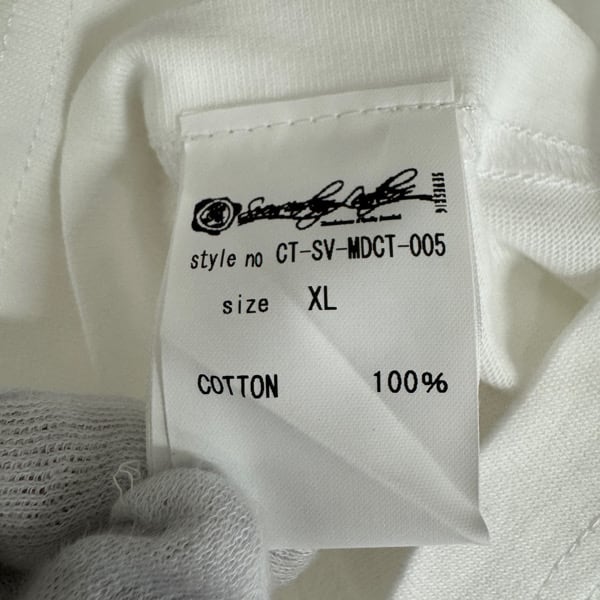 style no CT-SV-MDCT-005
size XL
COTTON 100%